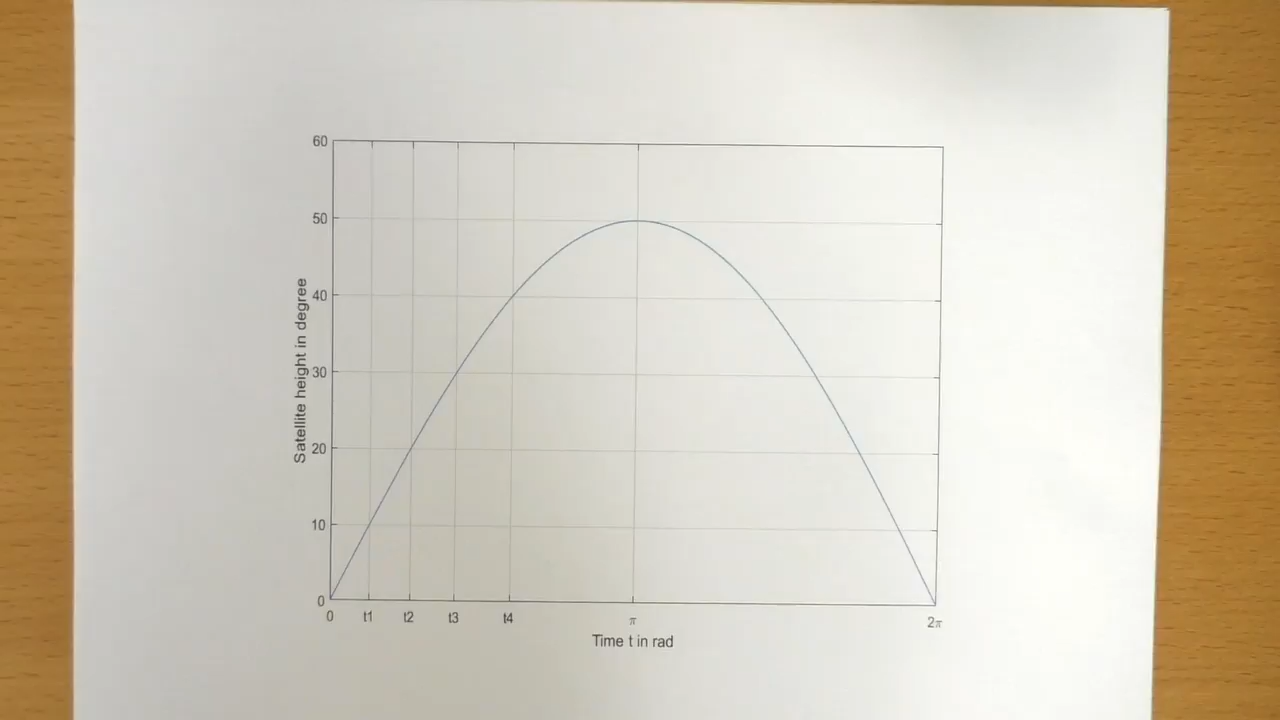 60
50
40
30
20
10
0
Satellite height in degree
0 t1 t2 t3 t4 π 2π
Time t in rad